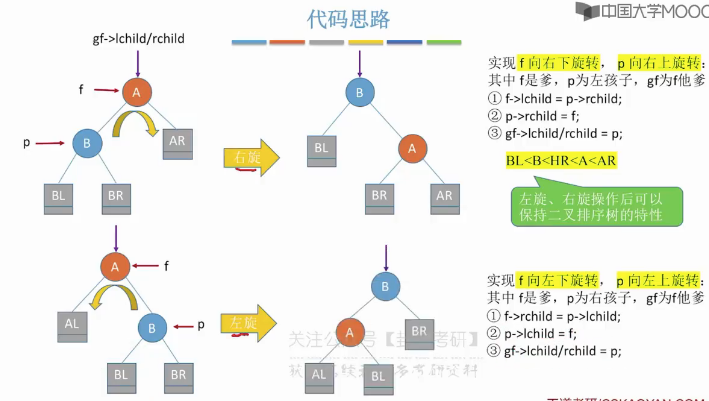 代码思路
中国大学MOOC
gf->lchild/rchild
f
A
p
B
AR
BL
BR
右旋
B
BL
A
BR
AR
实现 f 向右下旋转，p 向右上旋转：
其中 f是爹，p为左孩子，gf为f他爹
① f->lchild = p->rchild;
② p->rchild = f;
③ gf->lchild/rchild = p;
BL<B<HR<A<AR
左旋、右旋操作后可以
保持二叉排序树的特性
A
f
AL
B
p
BL
BR
左旋
B
A
BR
AL
BL
关注公
号【
考研】
多考研资料
实现 f 向左下旋转，p 向左上旋转：
其中 f是爹，p为右孩子，gf为f他爹
① f->rchild = p->lchild;
② p->lchild = f;
③ gf->lchild/rchild = p;